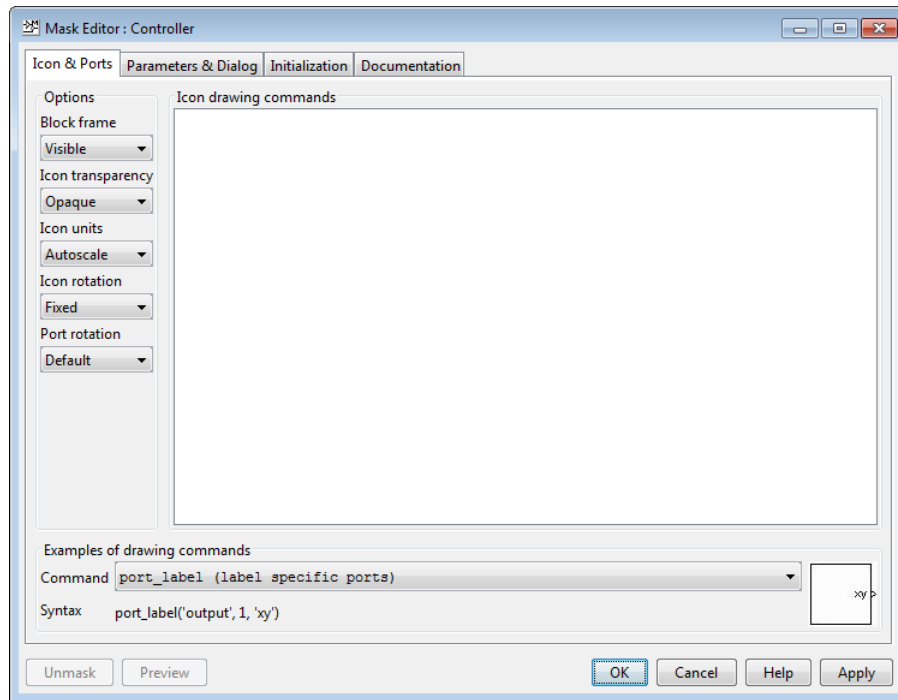 Mask Editor : Controller
Icon & Ports
Parameters & Dialog
Initialization
Documentation
Options
Icon drawing commands
Block frame
Visible
Icon transparency
Opaque
Icon units
Autoscale
Icon rotation
Fixed
Port rotation
Default
Examples of drawing commands
Command
port_label (label specific ports)
Syntax
port_label('output', 1, 'xy')
xy
Unmask
Preview
OK
Cancel
Help
Apply